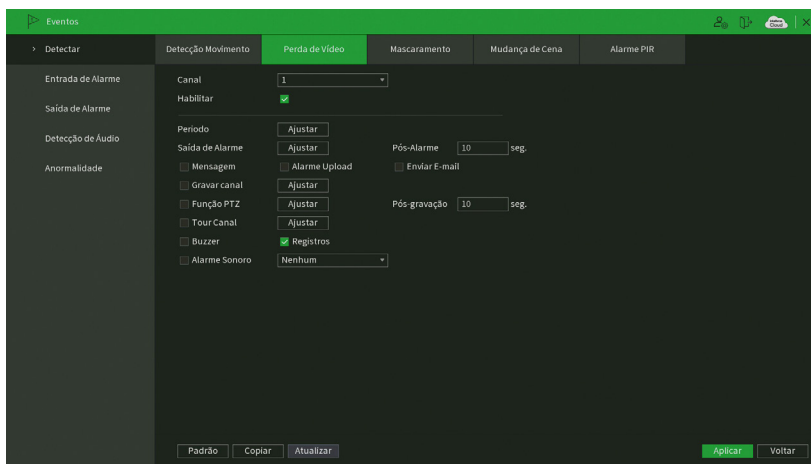 Eventos
Detectar
Detecção Movimento Perda de Vídeo Mascaramento Mudança de Cena Alarme PIR
Entrada de Alarme
Saída de Alarme
Detecção de Áudio
Anormalidade
Canal 1
Habilitar
Periodo Ajustar
Saída de Alarme Ajustar Pós-Alarme 10 seg.
Mensagem Alarme Upload Envíar E-mail
Gravar canal Ajustar
Função PTZ Ajustar Pós-gravação 10 seg.
Tour Canal Ajustar
Buzzer Registros
Alarme Sonoro Nenhum
Padrão Copiar Atualizar Aplicar Voltar